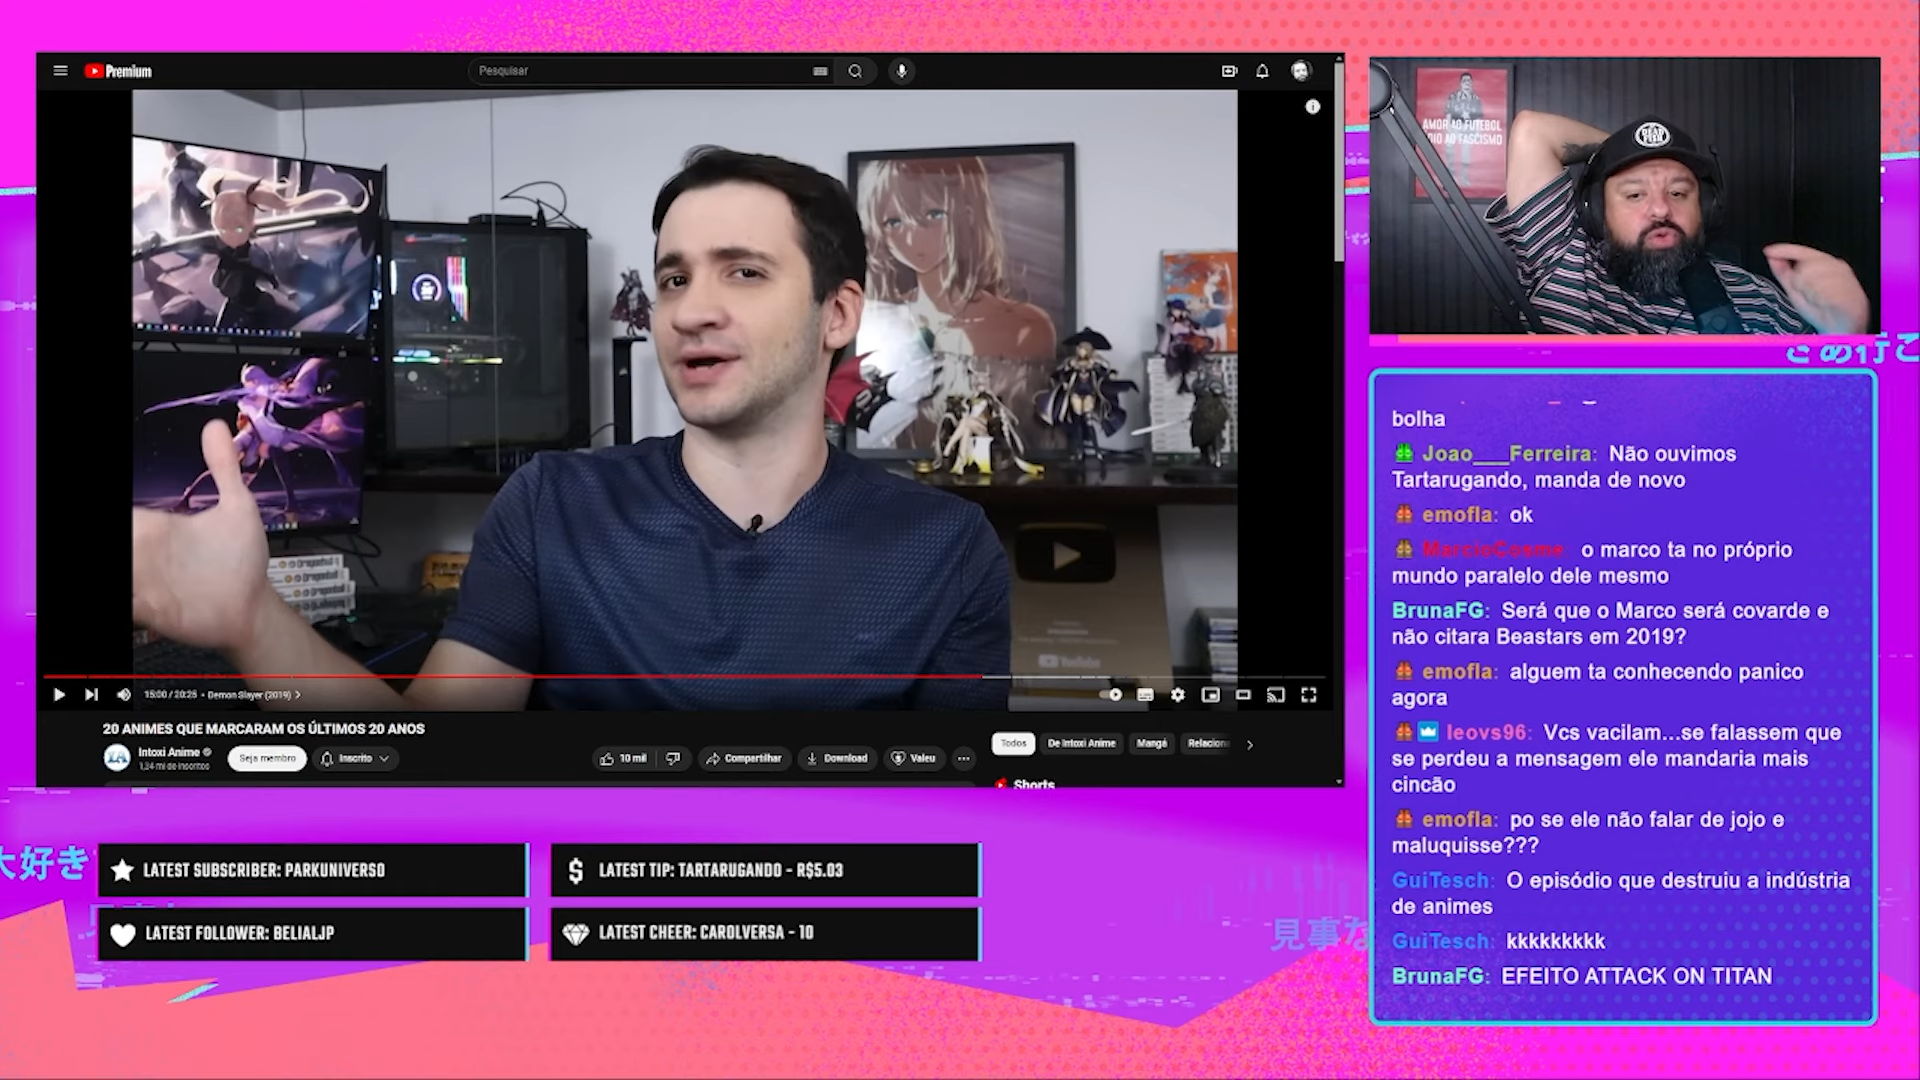 Premium
Pesquisar
AMOR AO FUTEBOL
ÓDIO AO FASCISMO
DEAD FISH
15:00 / 20:25 • Demon Slayer (2019) >
20 ANIMES QUE MARCARAM OS ÚLTIMOS 20 ANOS
Intoxi Anime
1,34 mi de inscritos
Seja membro
Inscrito
10 mil
Compartilhar
Download
Valeu
Todos
De Intoxi Anime
Mangá
Relacion
Shorts
YouTube
bolha
Joao___Ferreira: Não ouvimos
Tartarugando, manda de novo
emofla: ok
MarcioCosme: o marco ta no próprio
mundo paralelo dele mesmo
BrunaFG: Será que o Marco será covarde e
não citara Beastars em 2019?
emofla: alguem ta conhecendo panico
agora
leovs96: Vcs vacilam...se falassem que
se perdeu a mensagem ele mandaria mais
cincão
emofla: po se ele não falar de jojo e
maluquisse???
GuiTesch: O episódio que destruiu a indústria
de animes
GuiTesch: kkkkkkkkk
BrunaFG: EFEITO ATTACK ON TITAN
LATEST SUBSCRIBER: PARKUNIVERSO
LATEST TIP: TARTARUGANDO - R$5.03
LATEST FOLLOWER: BELIALJP
LATEST CHEER: CAROLVERSA - 10
大好き
見事な